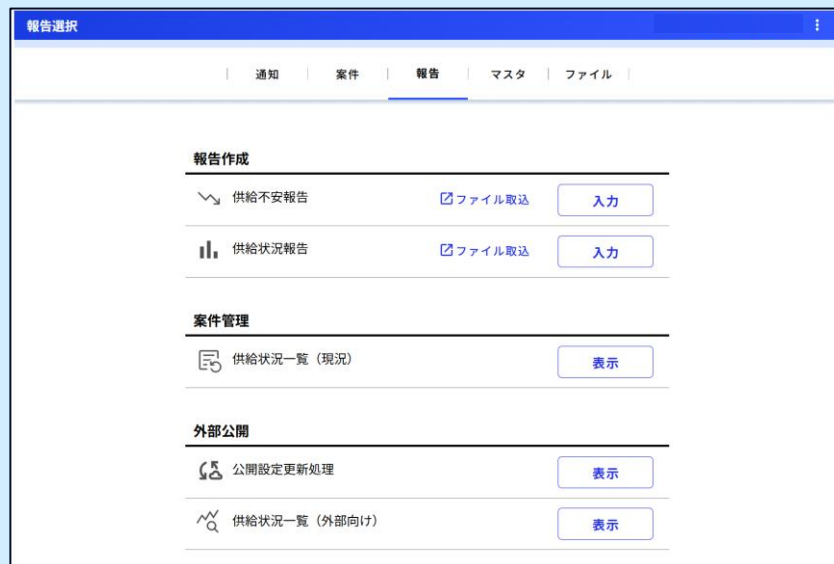 報告選択
通知 案件 報告 マスタ ファイル
報告作成
供給不安報告 ファイル取込 入力
供給状況報告 ファイル取込 入力
案件管理
供給状況一覧（現況） 表示
外部公開
公開設定更新処理 表示
供給状況一覧（外部向け） 表示